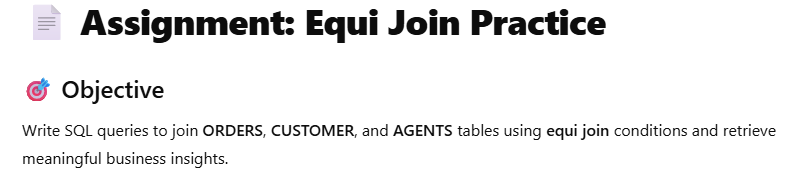 Assignment: Equi Join Practice
Objective
Write SQL queries to join ORDERS, CUSTOMER, and AGENTS tables using equi join conditions and retrieve
meaningful business insights.